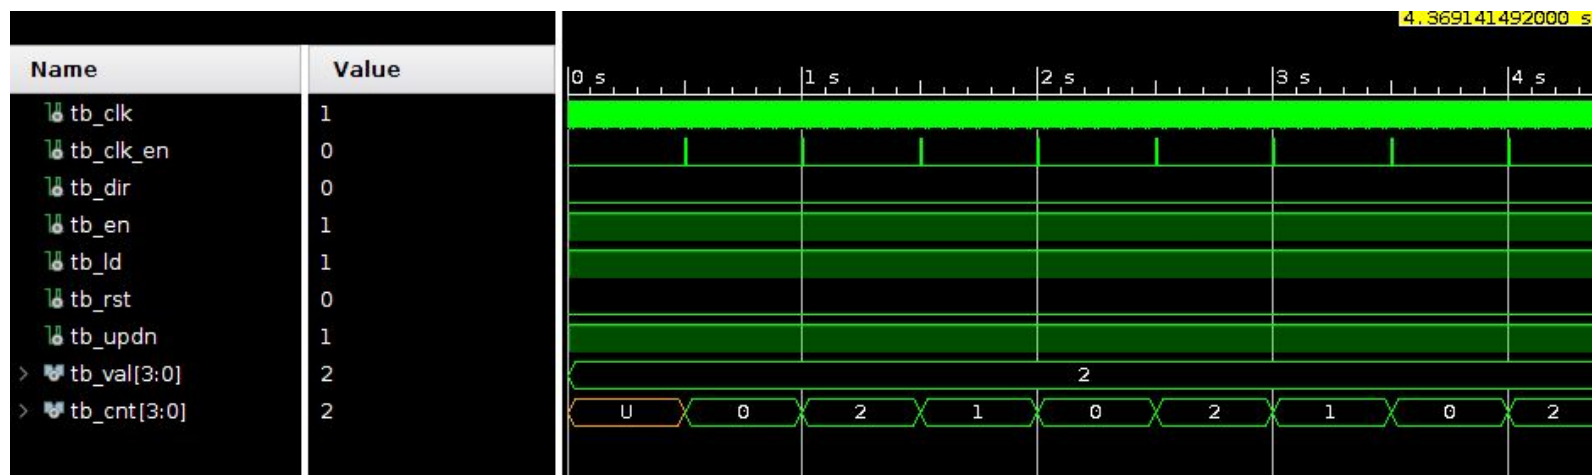 4.369141492000 s
Name Value
0 s 1 s 2 s 3 s 4 s
tb_clk 1
tb_clk_en 0
tb_dir 0
tb_en 1
tb_ld 1
tb_rst 0
tb_updn 1
> tb_val[3:0] 2 2
> tb_cnt[3:0] 2 U 0 2 1 0 2 1 0 2